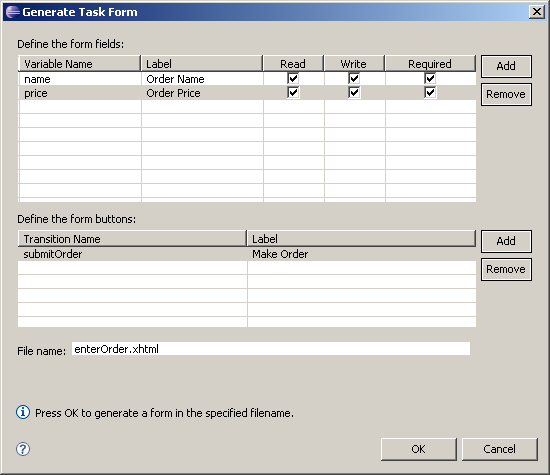 Generate Task Form
Define the form fields:
Variable Name Label Read Write Required
name Order Name
price Order Price
Add
Remove
Define the form buttons:
Transition Name Label
submitOrder Make Order
Add
Remove
File name: enterOrder.xhtml
Press OK to generate a form in the specified filename.
OK Cancel